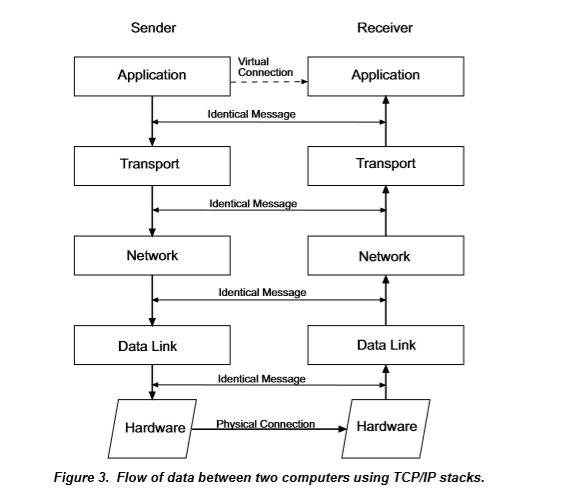 Sender Receiver
Virtual
Connection
Application Application
Identical Message
Transport Transport
Identical Message
Network Network
Identical Message
Data Link Data Link
Identical Message
Hardware Physical Connection Hardware
Figure 3. Flow of data between two computers using TCP/IP stacks.